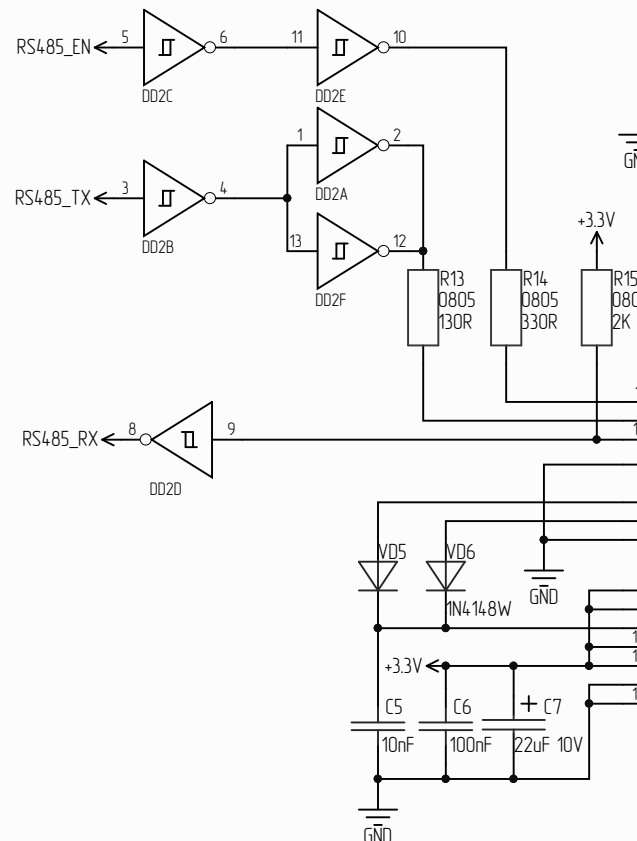 RS485_EN 5 6 11 10
DD2C DD2E
1 2
RS485_TX 3 4 DD2A
DD2B 13 12
DD2F
+3.3V
R13 R14 R15
0805 0805
130R 330R 2K
RS485_RX 8 9
DD2D
VD5 VD6
GND
1N4148W
+3.3V
C5 C6 + C7
10nF 100nF 22uF 10V
GND